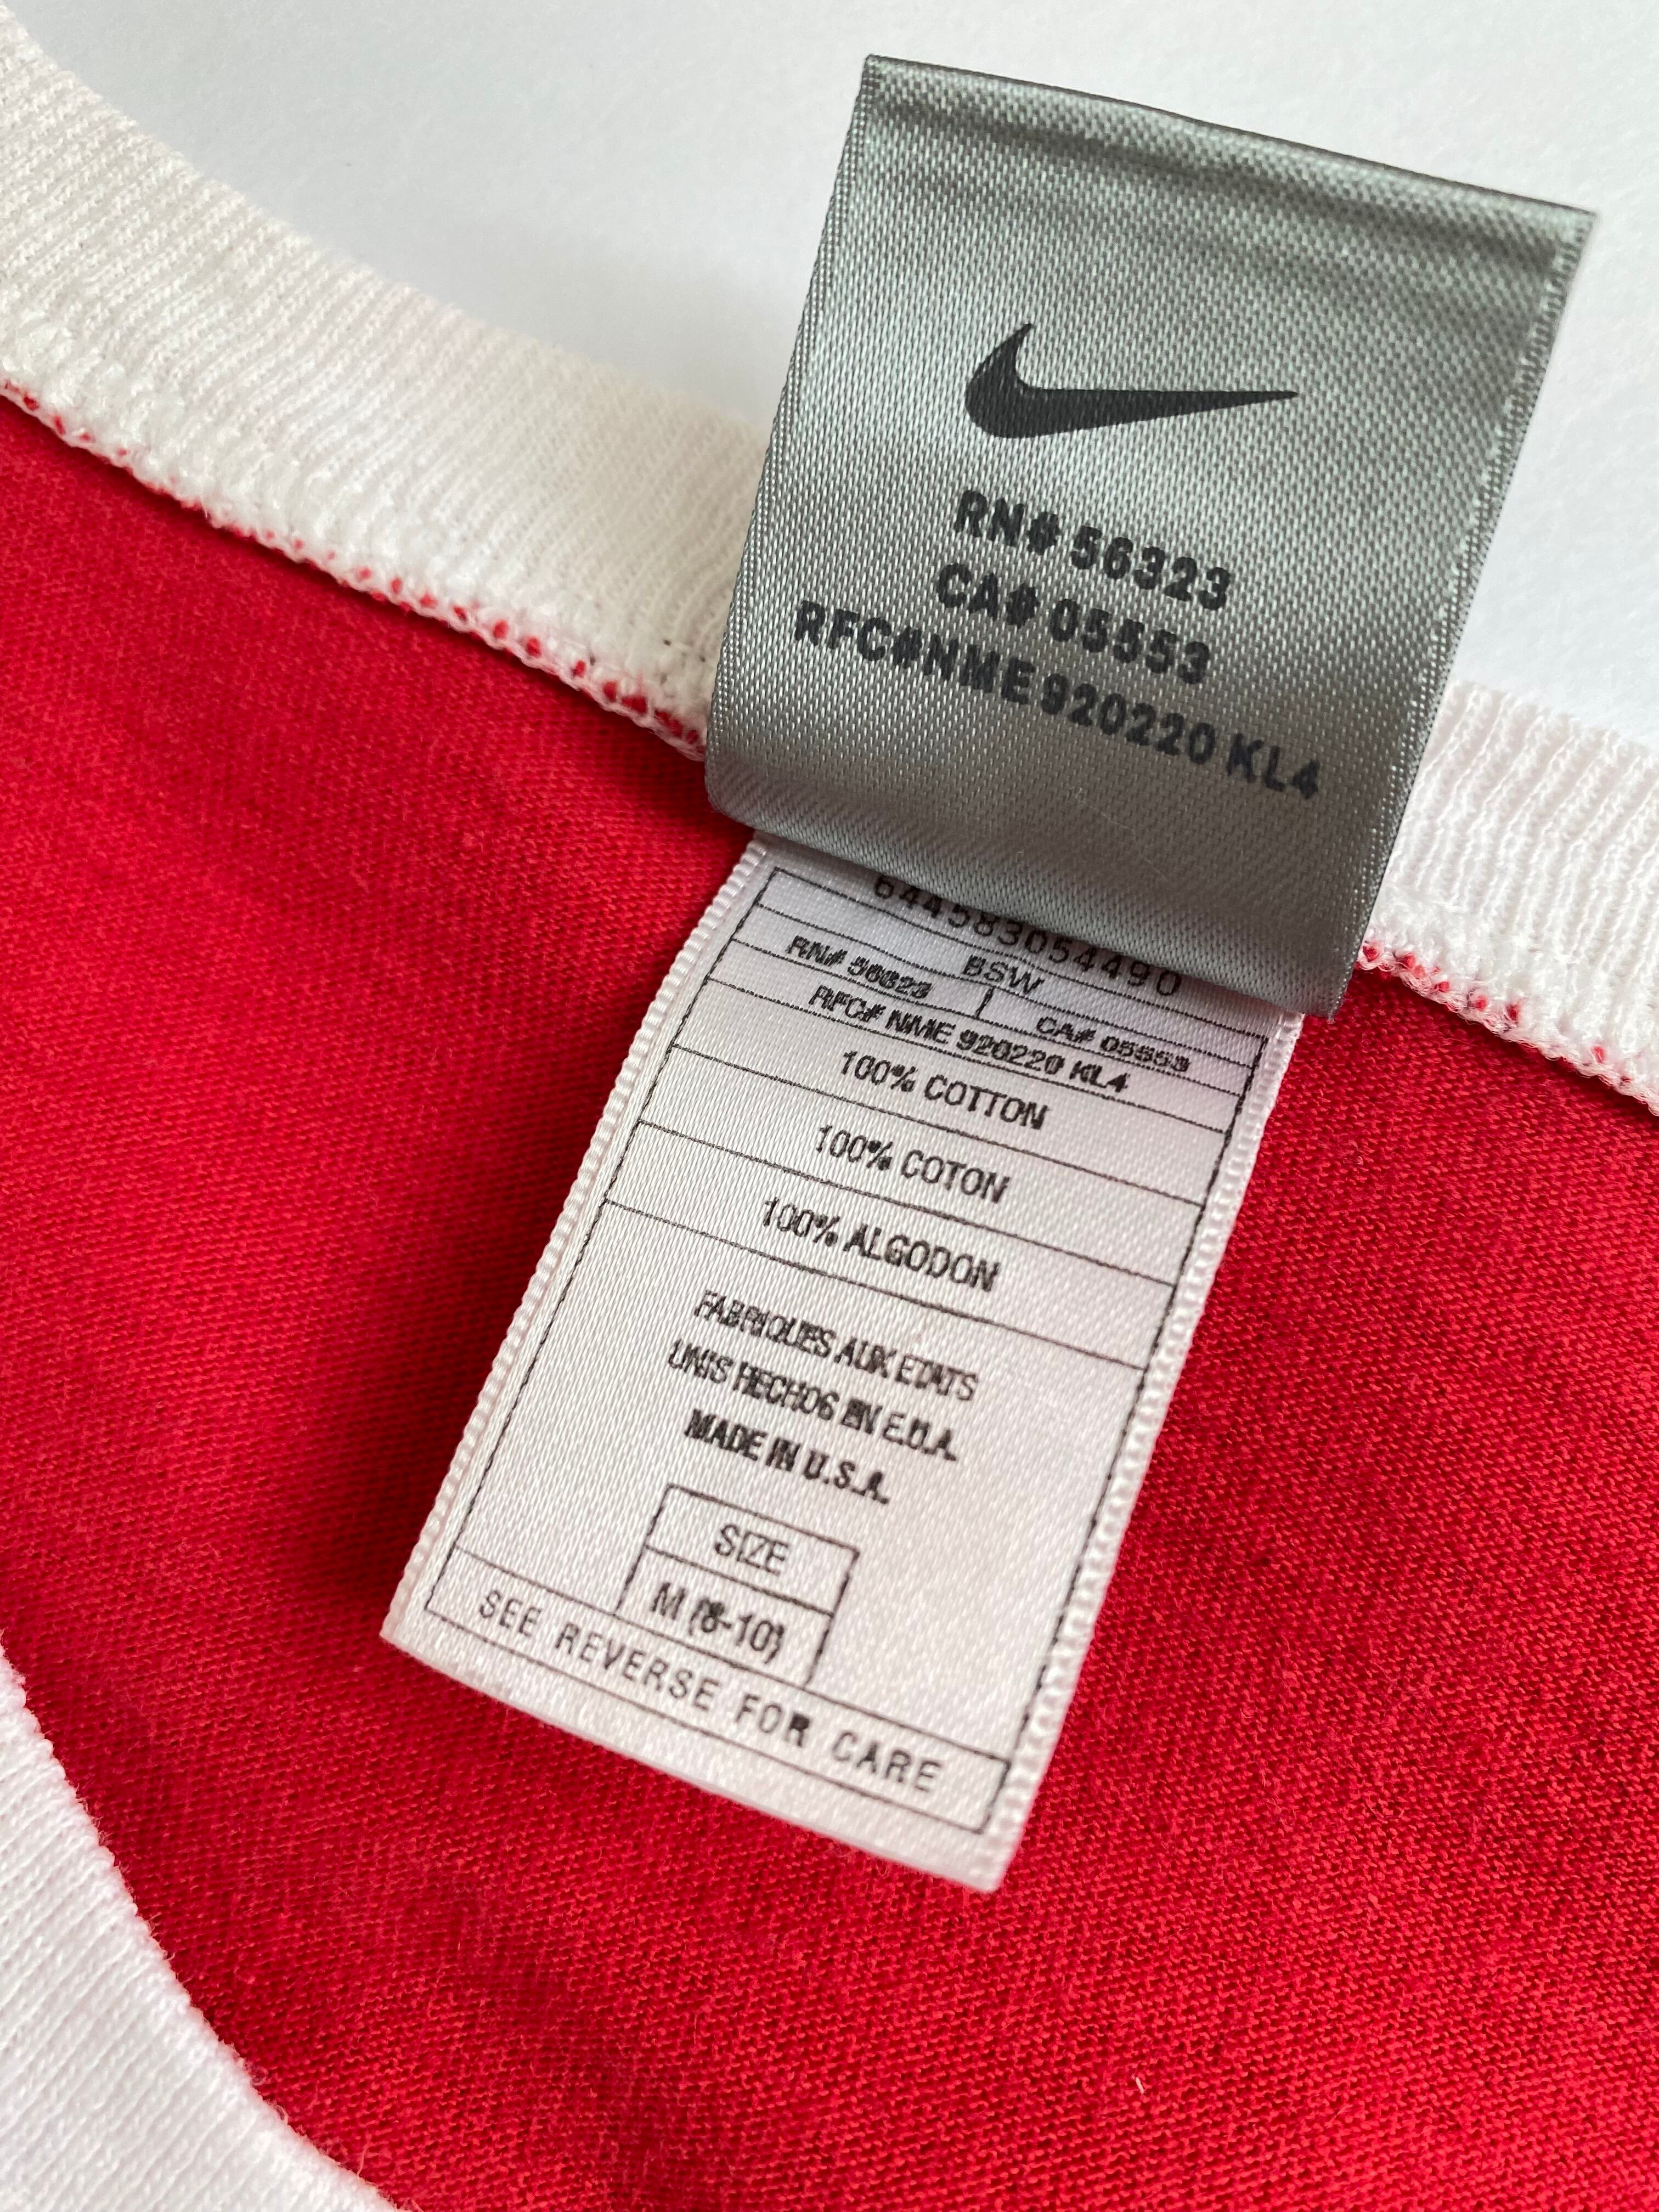 RN# 56323
CA# 05553
RFC#NME 920220 KL4
644583054490
BSW
RN# 56323 CA# 05553
RFC# NME 920220 KL4
100% COTTON
100% COTON
100% ALGODON
FABRIQUES AUX ETATS
UNIS HECHOS EN E.U.A.
MADE IN U.S.A.
SIZE
M (8-10)
SEE REVERSE FOR CARE